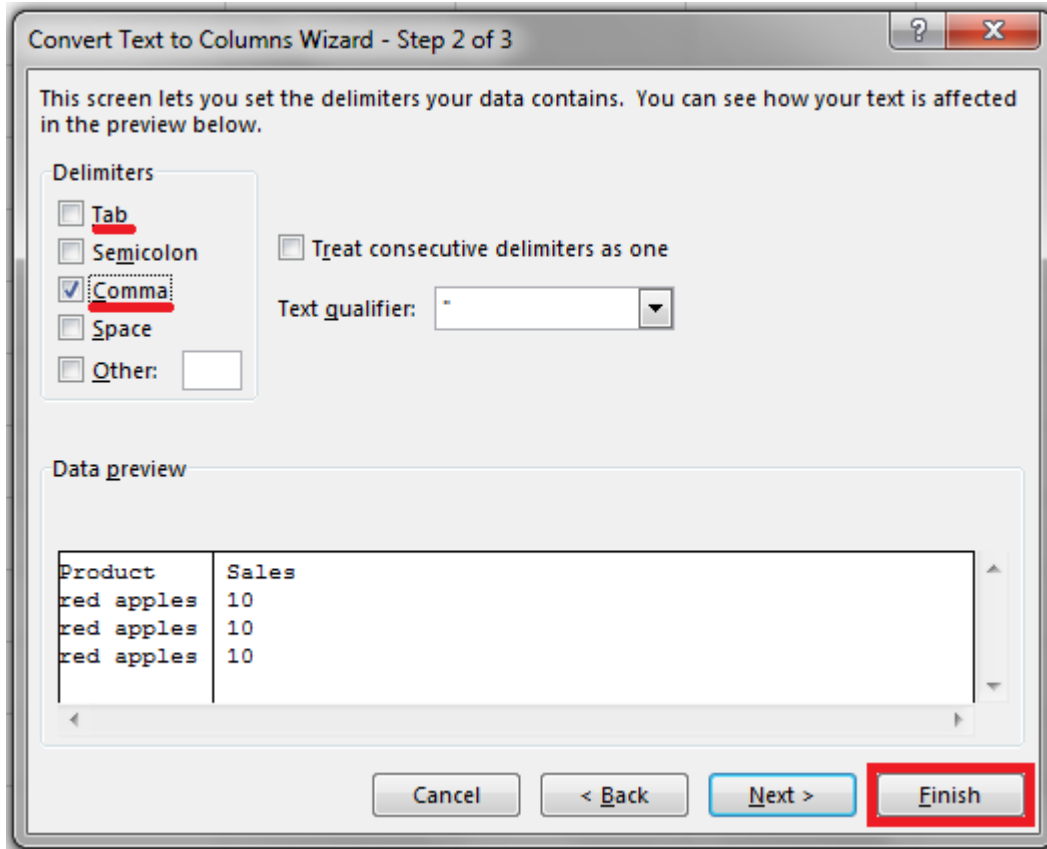 Convert Text to Columns Wizard - Step 2 of 3
?
This screen lets you set the delimiters your data contains.  You can see how your text is affected
in the preview below.
Delimiters
Tab
Semicolon
Comma
Space
Other:
Treat consecutive delimiters as one
Text qualifier: "
Data preview
Product Sales
red apples 10
red apples 10
red apples 10
Cancel < Back Next > Finish